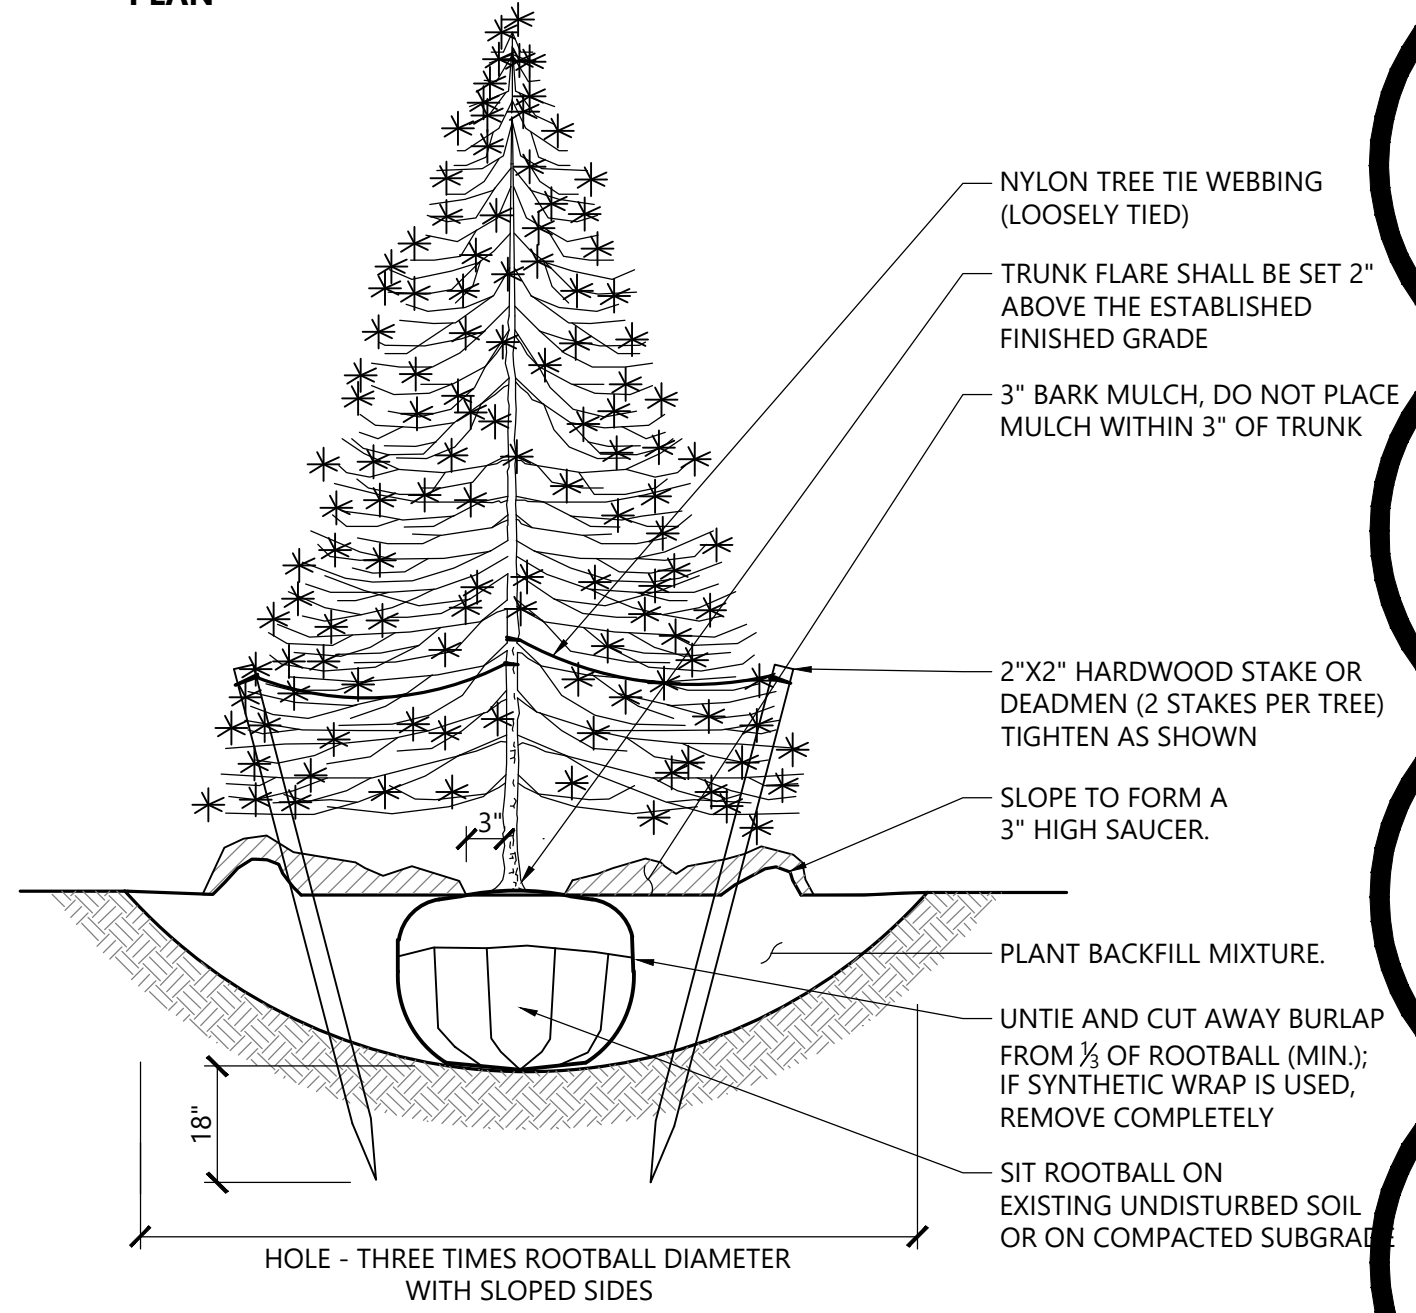 PLAN
NYLON TREE TIE WEBBING
(LOOSELY TIED)
TRUNK FLARE SHALL BE SET 2"
ABOVE THE ESTABLISHED
FINISHED GRADE
3" BARK MULCH, DO NOT PLACE
MULCH WITHIN 3" OF TRUNK
2"X2" HARDWOOD STAKE OR
DEADMEN (2 STAKES PER TREE)
TIGHTEN AS SHOWN
SLOPE TO FORM A
3" HIGH SAUCER.
3"
PLANT BACKFILL MIXTURE.
UNTIE AND CUT AWAY BURLAP
FROM ⅓ OF ROOTBALL (MIN.);
IF SYNTHETIC WRAP IS USED,
REMOVE COMPLETELY
18"
SIT ROOTBALL ON
EXISTING UNDISTURBED SOIL
OR ON COMPACTED SUBGRADE
HOLE - THREE TIMES ROOTBALL DIAMETER
WITH SLOPED SIDES